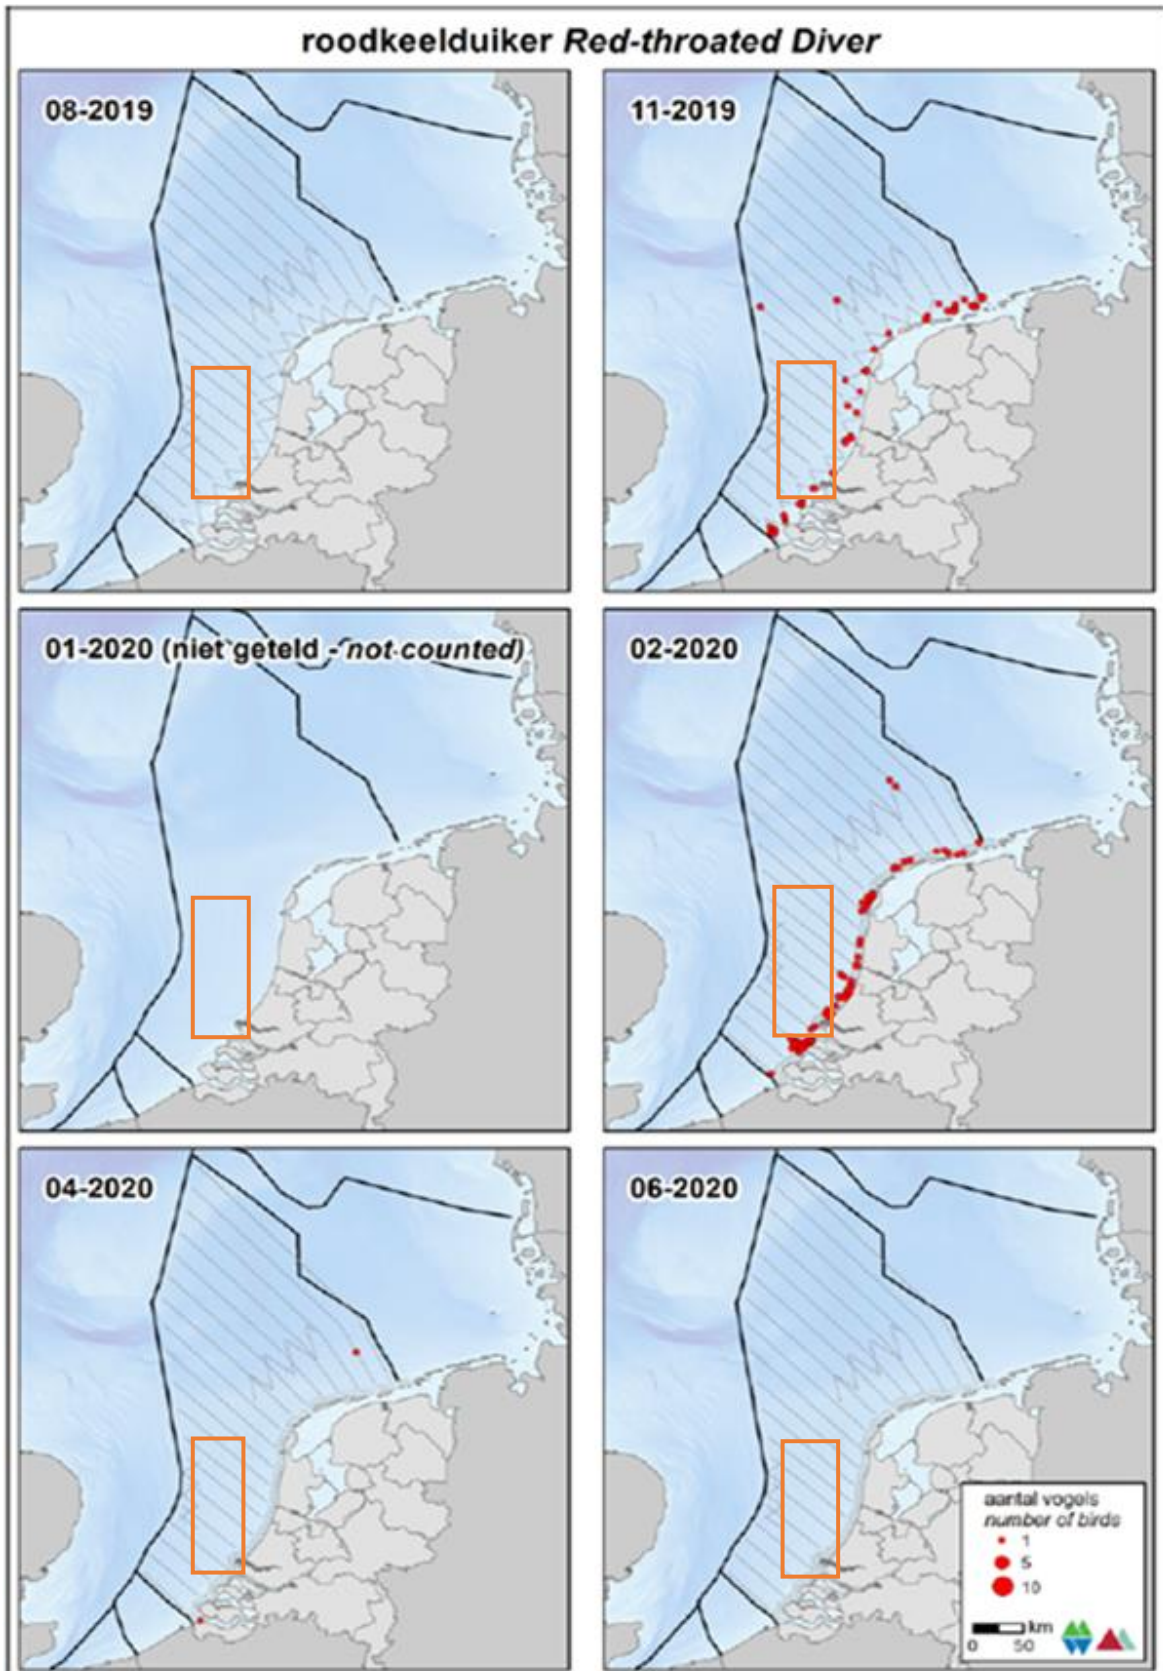 roodkeelduiker Red-throated Diver
08-2019
11-2019
01-2020 (niet geteld - not counted)
02-2020
04-2020
06-2020
aantal vogels
number of birds
1
5
10
km
0 50